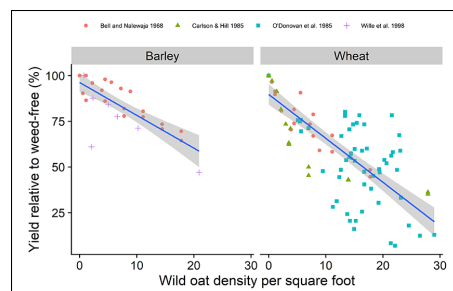 Bell and Nalewaja 1968 Carlson & Hill 1985 O'Donovan et al. 1985 Wille et al. 1998
Barley Wheat
Yield relative to weed-free (%)
100
75
50
25
0 10 20 30 0 10 20 30
Wild oat density per square foot